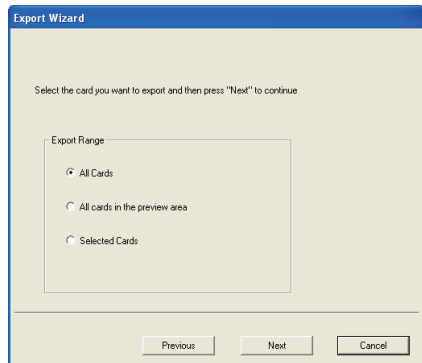 Export Wizard
Select the card you want to export and then press "Next" to continue
Export Range
All Cards
All cards in the preview area
Selected Cards
Previous Next Cancel